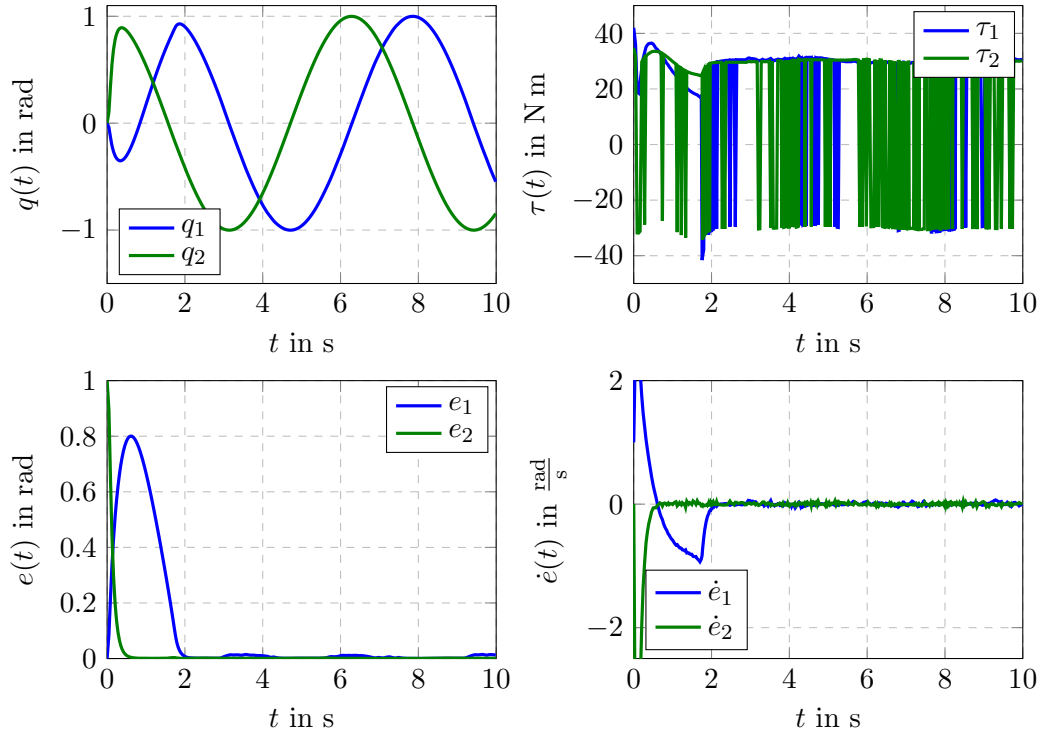 q(t) in rad
1
0
−1
q₁
q₂
0 2 4 6 8 10
t in s
τ(t) in N m
40
20
0
−20
−40
τ₁
τ₂
0 2 4 6 8 10
t in s
e(t) in rad
1
0.8
0.6
0.4
0.2
0
e₁
e₂
0 2 4 6 8 10
t in s
ė(t) in rad/s
2
0
−2
ė₁
ė₂
0 2 4 6 8 10
t in s